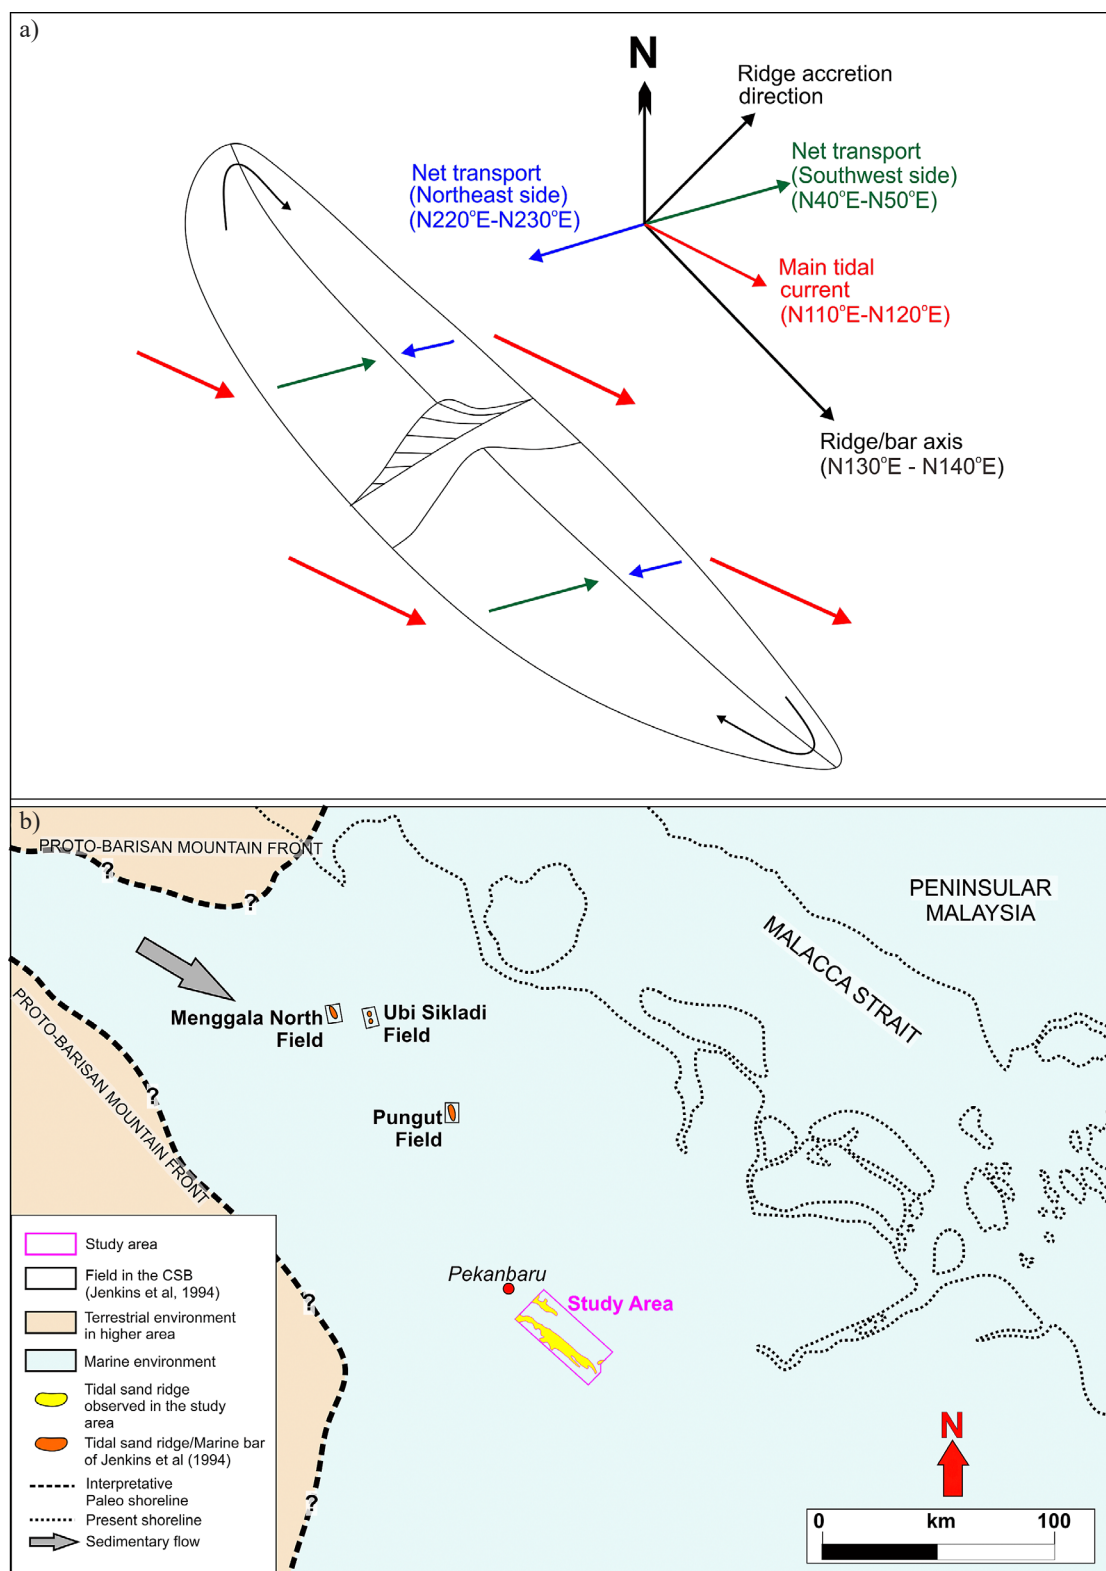 a)
N
Ridge accretion
direction
Net transport
(Northeast side)
(N220°E-N230°E)
Net transport
(Southwest side)
(N40°E-N50°E)
Main tidal
current
(N110°E-N120°E)
Ridge/bar axis
(N130°E - N140°E)
b)
PROTO-BARISAN MOUNTAIN FRONT
?
?
PENINSULAR
MALAYSIA
MALACCA STRAIT
PROTO-BARISAN MOUNTAIN FRONT
?
Menggala North
Field
Ubi Sikladi
Field
Pungut
Field
Pekanbaru
Study Area
?
?
Study area
Field in the CSB
(Jenkins et al, 1994)
Terrestrial environment
in higher area
Marine environment
Tidal sand ridge
observed in the study
area
Tidal sand ridge/Marine bar
of Jenkins et al (1994)
Interpretative
Paleo shoreline
Present shoreline
Sedimentary flow
N
0 km 100